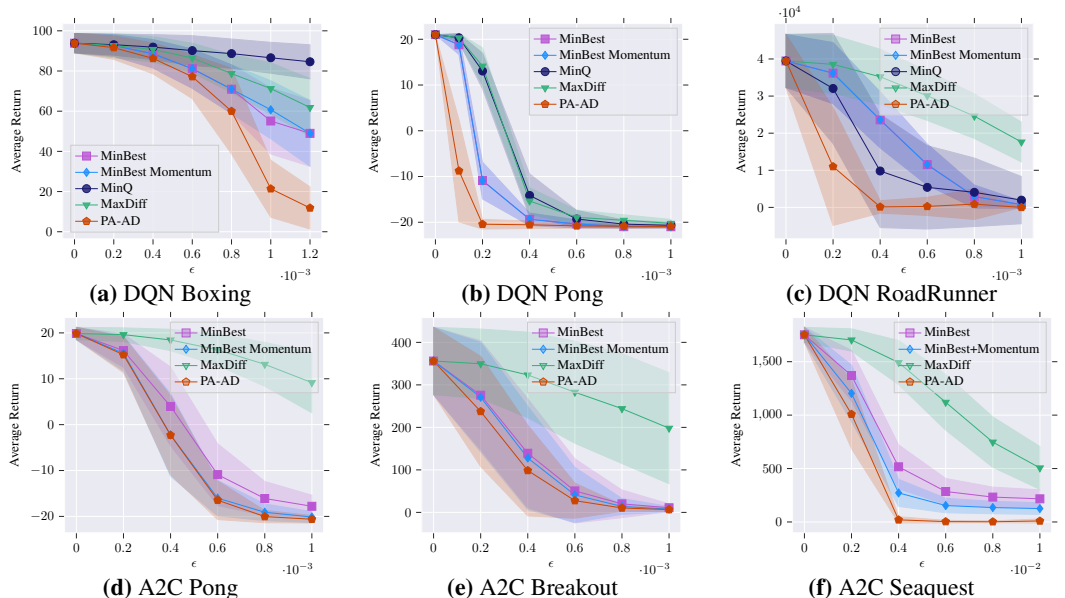 Average Return
100
80
60
40
20
0
MinBest
MinBest Momentum
MinQ
MaxDiff
PA-AD
0 0.2 0.4 0.6 0.8 1 1.2
ϵ
·10⁻³
(a) DQN Boxing
Average Return
20
10
0
−10
−20
MinBest
MinBest Momentum
MinQ
MaxDiff
PA-AD
0 0.2 0.4 0.6 0.8 1
ϵ
·10⁻³
(b) DQN Pong
·10⁴
Average Return
4
2
0
MinBest
MinBest Momentum
MinQ
MaxDiff
PA-AD
0 0.2 0.4 0.6 0.8 1
ϵ
·10⁻³
(c) DQN RoadRunner
Average Return
20
10
0
−10
−20
MinBest
MinBest Momentum
MaxDiff
PA-AD
0 0.2 0.4 0.6 0.8 1
ϵ
·10⁻³
(d) A2C Pong
Average Return
400
300
200
100
0
MinBest
MinBest Momentum
MaxDiff
PA-AD
0 0.2 0.4 0.6 0.8 1
ϵ
·10⁻³
(e) A2C Breakout
Average Return
1,500
1,000
500
0
MinBest
MinBest+Momentum
MaxDiff
PA-AD
0 0.2 0.4 0.6 0.8 1
ϵ
·10⁻²
(f) A2C Seaquest